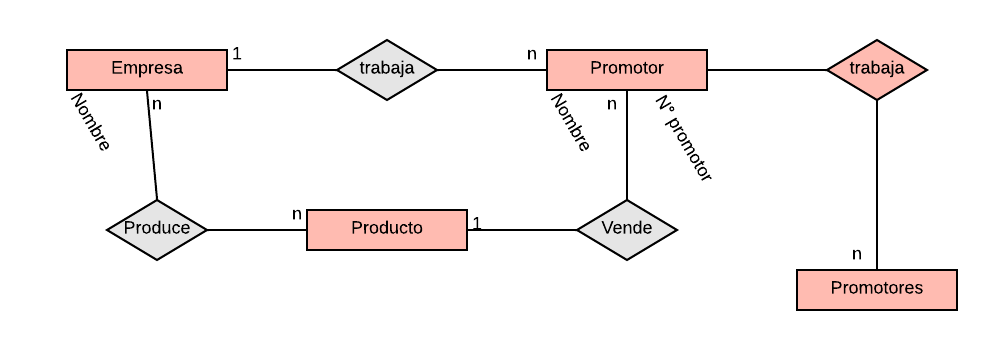 1
n
Empresa
trabaja
Promotor
trabaja
Nombre
n
Nombre
n
N° promotor
n
1
Produce
Producto
Vende
n
Promotores